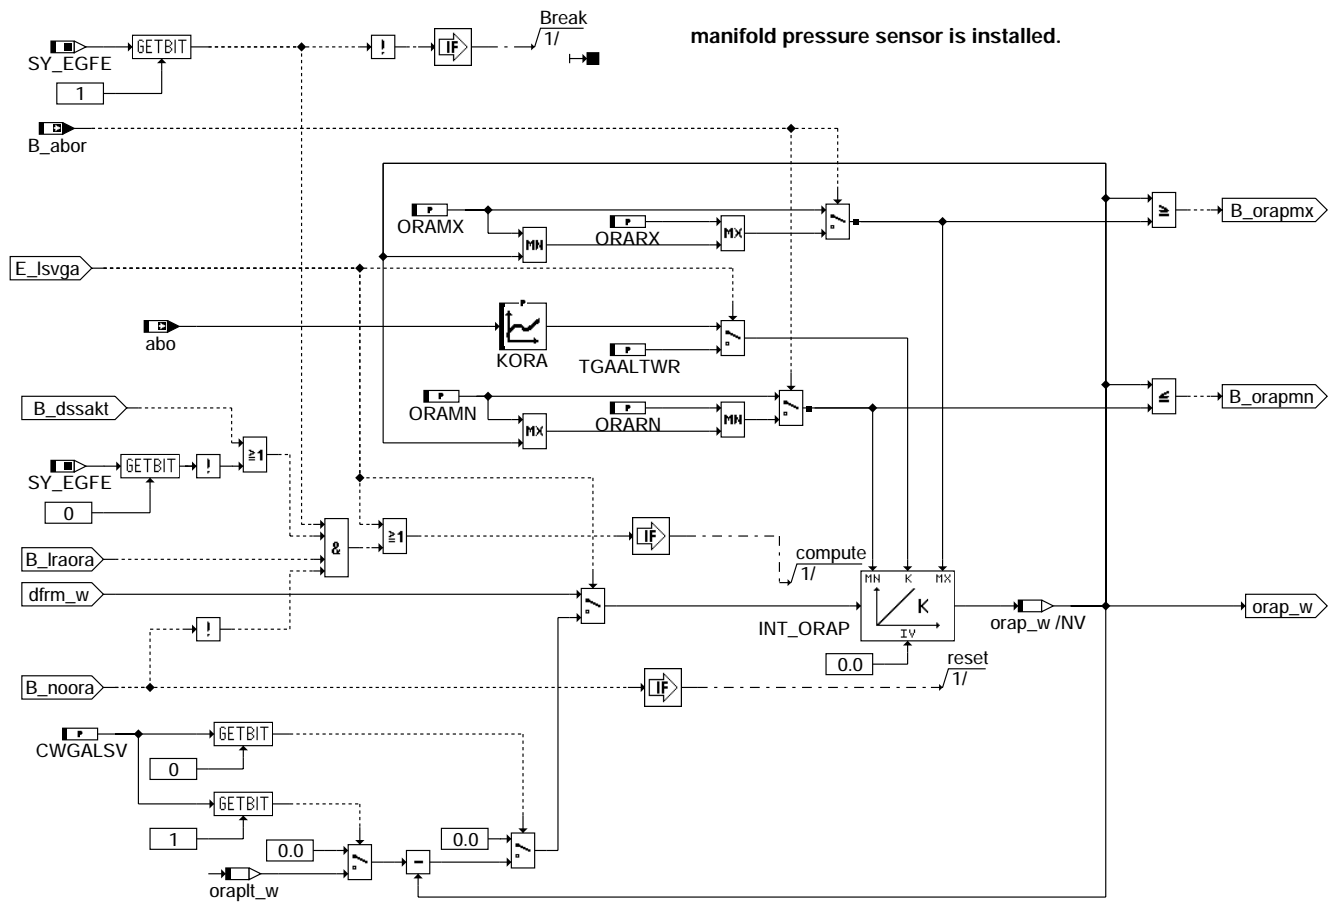 Break
1/
manifold pressure sensor is installed.
GETBIT
!
IF
SY_EGFE
1
B_abor
P
ORAMX
P
ORARX
MX
MN
≥
B_orapmx
E_lsvga
P
abo
KORA
P
TGAALTWR
P
ORAMN
P
ORARN
MN
MX
≤
B_orapmn
B_dssakt
≥1
SY_EGFE
GETBIT
!
0
&
≥1
IF
compute
1/
B_lraora
dfrm_w
MN K MX
K
IV
INT_ORAP
orap_w /NV
orap_w
!
0.0
B_noora
IF
reset
1/
P
CWGALSV
GETBIT
0
GETBIT
1
0.0
0.0
−
oraplt_w